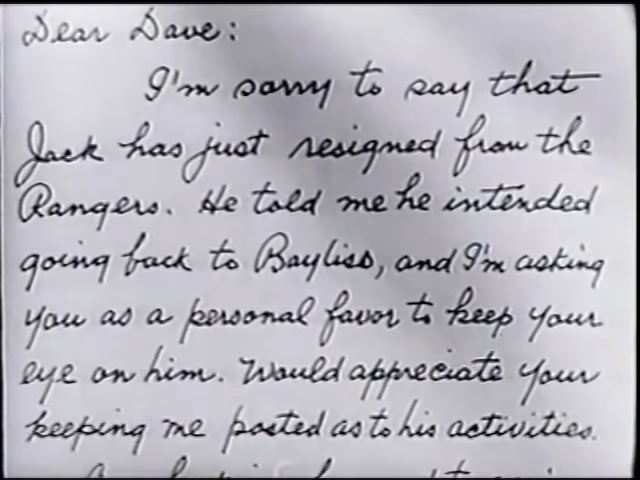 Dear Dave:
I'm sorry to say that
Jack has just resigned from the
Rangers. He told me he intended
going back to Bayliss, and I'm asking
you as a personal favor to keep your
eye on him. Would appreciate your
keeping me posted as to his activities.